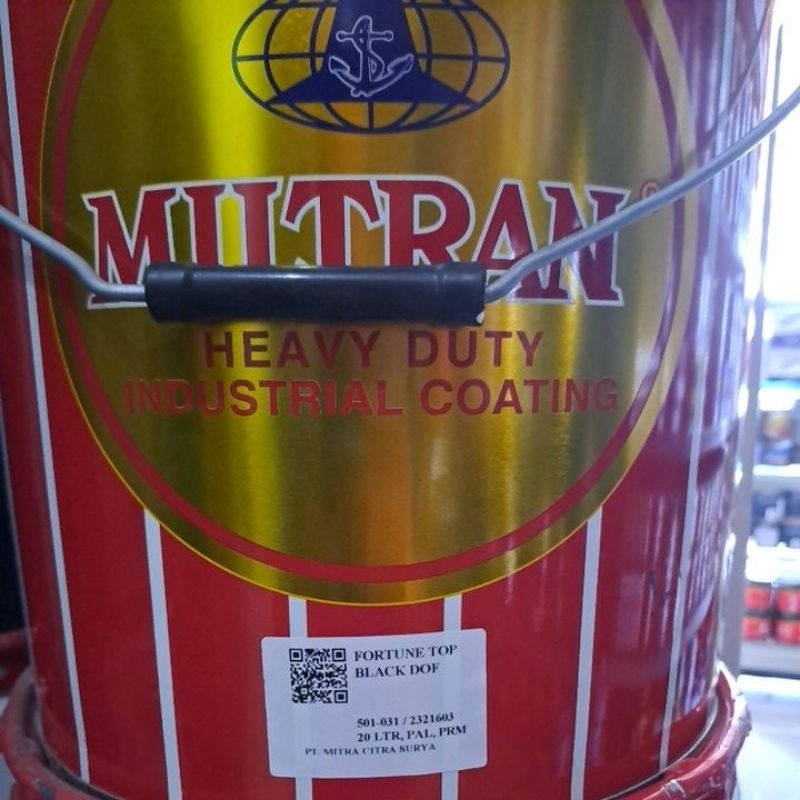 MUTRAN
HEAVY DUTY
INDUSTRIAL COATING
FORTUNE TOP
BLACK DOF
501-031 / 2321603
20 LTR, PAL, PRM
PT. MITRA CITRA SURYA